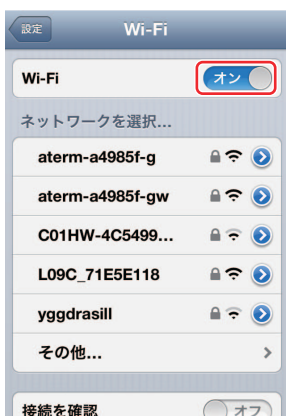 設定
Wi-Fi
Wi-Fi
オン
ネットワークを選択...
aterm-a4985f-g
aterm-a4985f-gw
C01HW-4C5499...
L09C_71E5E118
yggdrasill
その他...
接続を確認
オフ